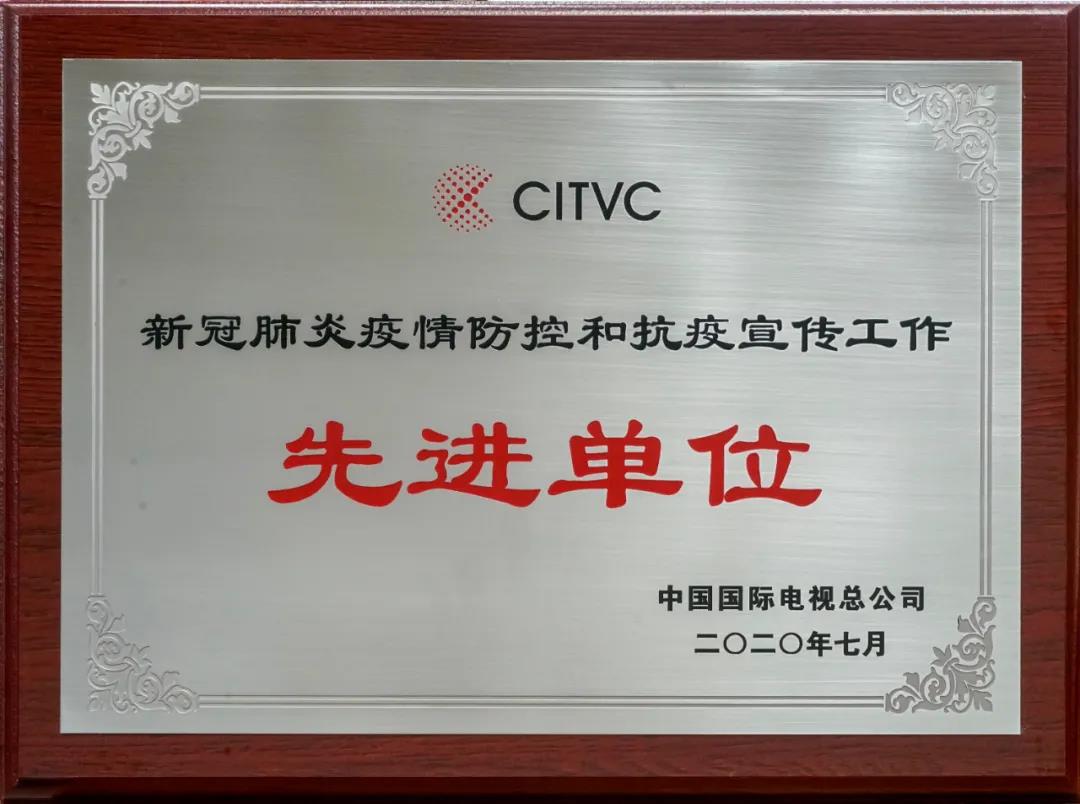 CITVC
新冠肺炎疫情防控和抗疫宣传工作
先进单位
中国国际电视总公司
二〇二〇年七月